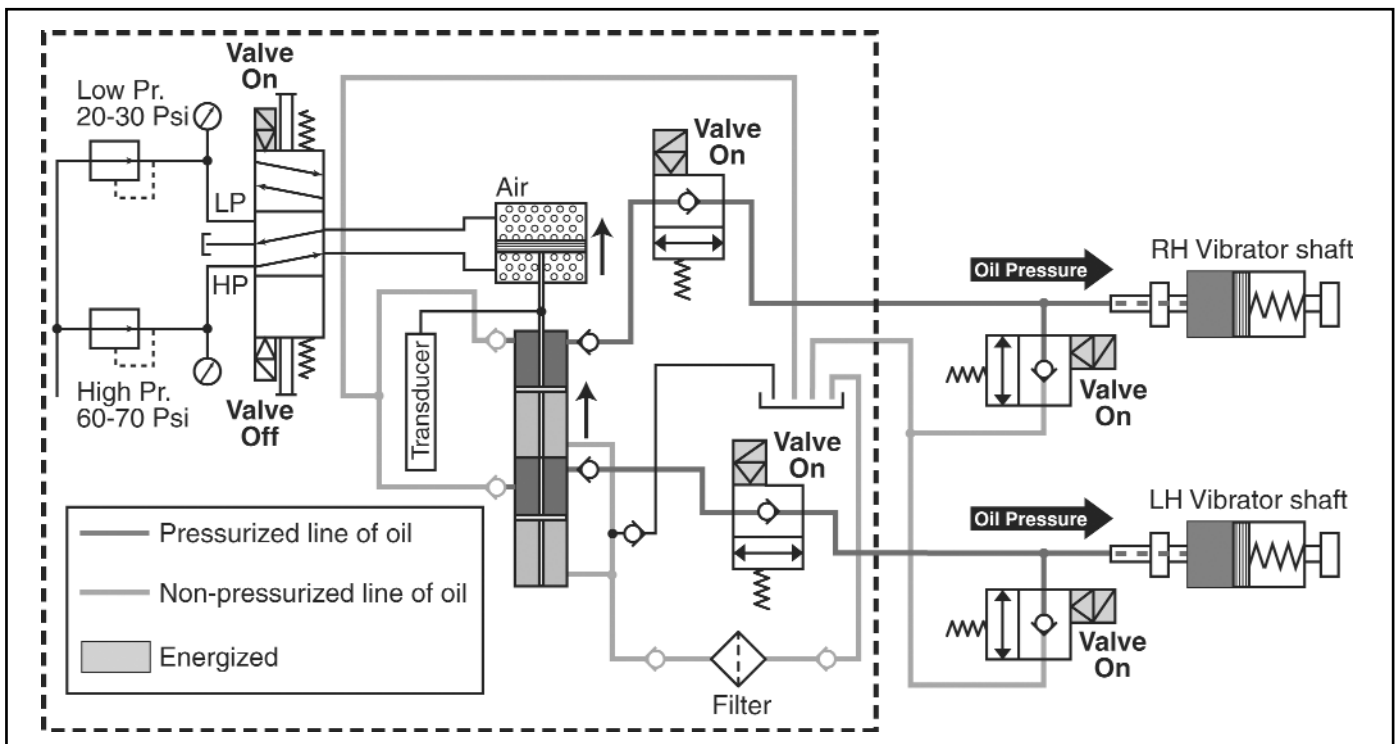 Valve
On
Low Pr.
20-30 Psi
LP
HP
High Pr.
60-70 Psi
Valve
Off
Air
Transducer
Valve
On
Valve
On
Filter
Oil Pressure
RH Vibrator shaft
Valve
On
Oil Pressure
LH Vibrator shaft
Valve
On
Pressurized line of oil
Non-pressurized line of oil
Energized